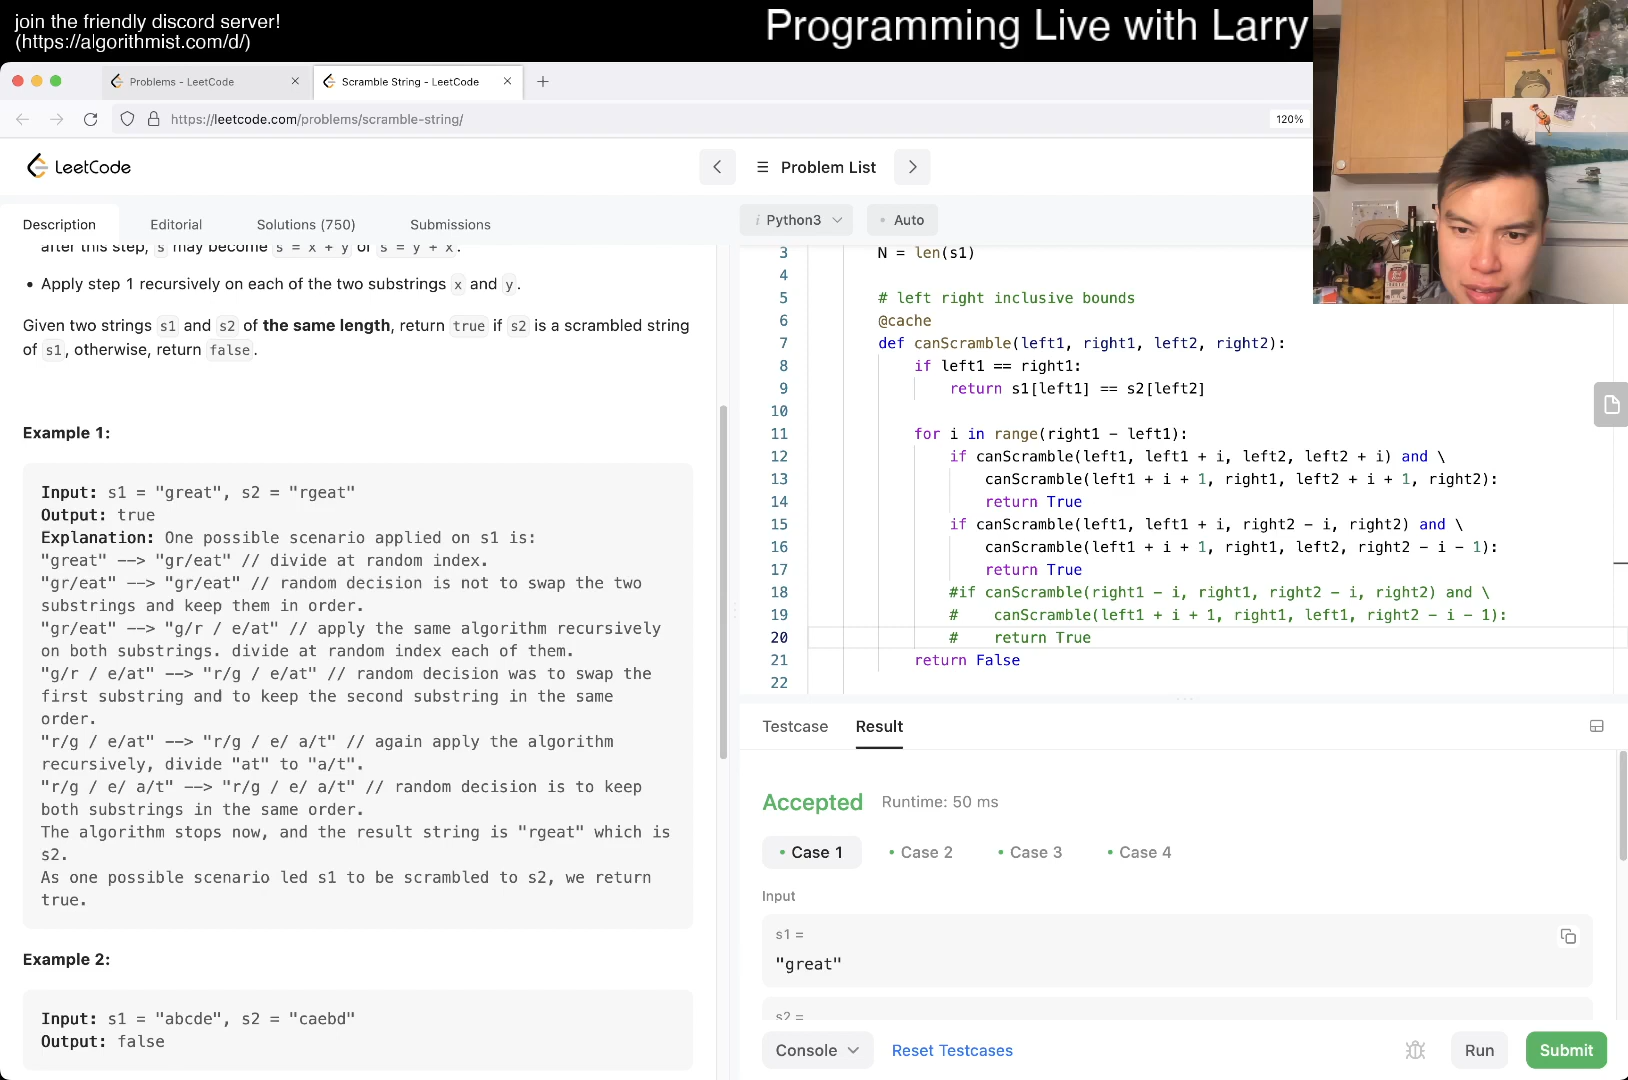 join the friendly discord server!
(https://algorithmist.com/d/)
Programming Live with Larry
Problems - LeetCode
Scramble String - LeetCode
https://leetcode.com/problems/scramble-string/
120%
LeetCode
Problem List
Description
Editorial
Solutions (750)
Submissions
after this step, s may become s = x + y or s = y + x.
• Apply step 1 recursively on each of the two substrings x and y.
Given two strings s1 and s2 of the same length, return true if s2 is a scrambled string
of s1, otherwise, return false.
Example 1:
Input: s1 = "great", s2 = "rgeat"
Output: true
Explanation: One possible scenario applied on s1 is:
"great" --> "gr/eat" // divide at random index.
"gr/eat" --> "gr/eat" // random decision is not to swap the two
substrings and keep them in order.
"gr/eat" --> "g/r / e/at" // apply the same algorithm recursively
on both substrings. divide at random index each of them.
"g/r / e/at" --> "r/g / e/at" // random decision was to swap the
first substring and to keep the second substring in the same
order.
"r/g / e/at" --> "r/g / e/ a/t" // again apply the algorithm
recursively, divide "at" to "a/t".
"r/g / e/ a/t" --> "r/g / e/ a/t" // random decision is to keep
both substrings in the same order.
The algorithm stops now, and the result string is "rgeat" which is
s2.
As one possible scenario led s1 to be scrambled to s2, we return
true.
Example 2:
Input: s1 = "abcde", s2 = "caebd"
Output: false
i Python3
• Auto
3 N = len(s1)
4
5 # left right inclusive bounds
6 @cache
7 def canScramble(left1, right1, left2, right2):
8 if left1 == right1:
9 return s1[left1] == s2[left2]
10
11 for i in range(right1 - left1):
12 if canScramble(left1, left1 + i, left2, left2 + i) and \
13 canScramble(left1 + i + 1, right1, left2 + i + 1, right2):
14 return True
15 if canScramble(left1, left1 + i, right2 - i, right2) and \
16 canScramble(left1 + i + 1, right1, left2, right2 - i - 1):
17 return True
18 #if canScramble(right1 - i, right1, right2 - i, right2) and \
19 # canScramble(left1 + i + 1, right1, left1, right2 - i - 1):
20 # return True
21 return False
22
Testcase
Result
Accepted Runtime: 50 ms
• Case 1
• Case 2
• Case 3
• Case 4
Input
s1 =
"great"
s2 =
Console
Reset Testcases
Run
Submit